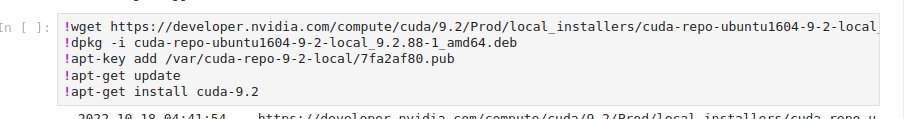 In [ ]:
!wget https://developer.nvidia.com/compute/cuda/9.2/Prod/local_installers/cuda-repo-ubuntu1604-9-2-local_
!dpkg -i cuda-repo-ubuntu1604-9-2-local_9.2.88-1_amd64.deb
!apt-key add /var/cuda-repo-9-2-local/7fa2af80.pub
!apt-get update
!apt-get install cuda-9.2
2022-10-18 04:41:54 https://developer.nvidia.com/compute/cuda/9.2/Prod/local_installers/cuda-repo-u